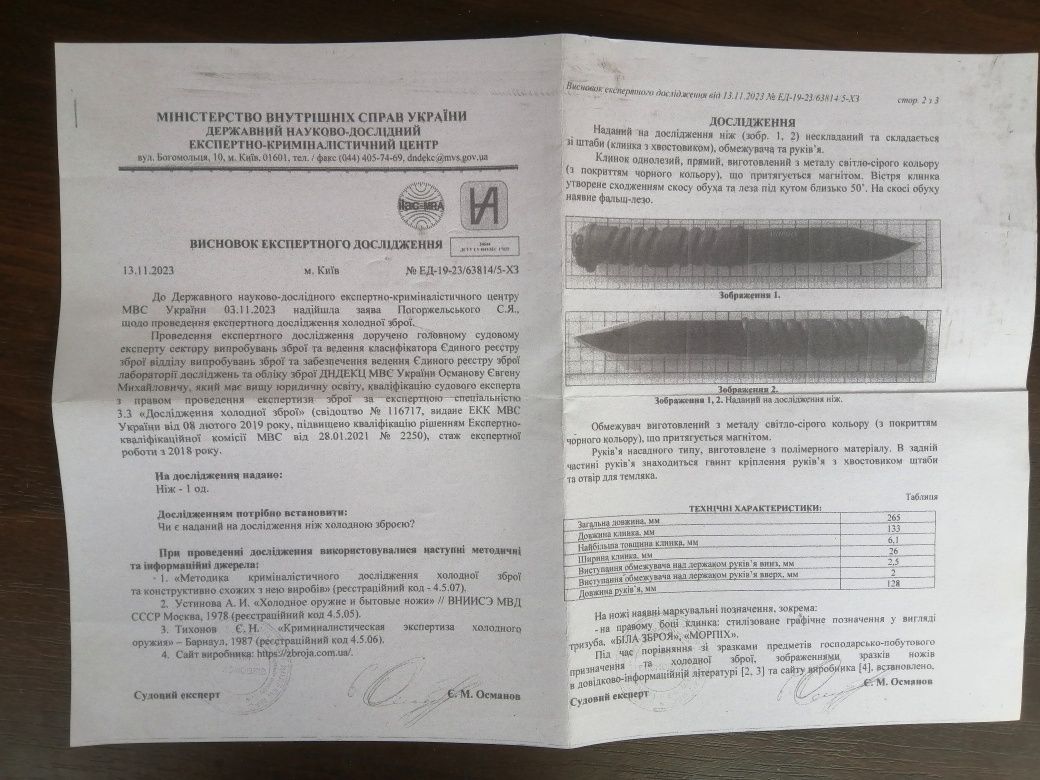 МІНІСТЕРСТВО ВНУТРІШНІХ СПРАВ УКРАЇНИ
ДЕРЖАВНИЙ НАУКОВО-ДОСЛІДНИЙ
ЕКСПЕРТНО-КРИМІНАЛІСТИЧНИЙ ЦЕНТР
вул. Богомольця, 10, м. Київ, 01601, тел. / факс (044) 405-74-69, dndekc@mvs.gov.ua
ilac-MRA
ВИСНОВОК ЕКСПЕРТНОГО ДОСЛІДЖЕННЯ
13.11.2023 м. Київ № ЕД-19-23/63814/5-ХЗ
До Державного науково-дослідного експертно-криміналістичного центру
МВС України 03.11.2023 надійшла заява Погоржельського С.Я.,
щодо проведення експертного дослідження холодної зброї.
Проведення експертного дослідження доручено головному судовому
експерту сектору випробувань зброї та ведення класифікатора Єдиного реєстру
зброї відділу випробувань зброї та забезпечення ведення Єдиного реєстру зброї
лабораторії досліджень та обліку зброї ДНДЕКЦ МВС України Османову Євгену
Михайловичу, який має вищу юридичну освіту, кваліфікацію судового експерта
з правом проведення експертизи зброї за експертною спеціальністю
3.3 «Дослідження холодної зброї» (свідоцтво № 116717, видане ЕКК МВС
України від 08 лютого 2019 року, підвищено кваліфікацію рішенням Експертно-
кваліфікаційної комісії МВС від 28.01.2021 № 2250), стаж експертної
роботи з 2018 року.
На дослідження надано:
Ніж - 1 од.
Дослідженням потрібно встановити:
Чи є наданий на дослідження ніж холодною зброєю?
При проведенні дослідження використовувалися наступні методичні
та інформаційні джерела:
1. «Методика криміналістичного дослідження холодної зброї
та конструктивно схожих з нею виробів» (реєстраційний код - 4.5.07).
2. Устинова А. И. «Холодное оружие и бытовые ножи» // ВНИИСЭ МВД
СССР Москва, 1978 (реєстраційний код 4.5.05).
3. Тихонов Є. Н. «Криминалистическая экспертиза холодного
оружия» – Барнаул, 1987 (реєстраційний код 4.5.06).
4. Сайт виробника: https://zbroja.com.ua/.
Судовий експерт Є. М. Османов
Висновок експертного дослідження від 13.11.2023 № ЕД-19-23/63814/5-ХЗ стор. 2 з 3
ДОСЛІДЖЕННЯ
Наданий на дослідження ніж (зобр. 1, 2) нескладаний та складається
зі штаби (клинка з хвостовиком), обмежувача та руків’я.
Клинок однолезий, прямий, виготовлений з металу світло-сірого кольору
(з покриттям чорного кольору), що притягується магнітом. Вістря клинка
утворене сходженням скосу обуха та леза під кутом близько 50˚. На скосі обуху
наявне фальш-лезо.
Зображення 1.
Зображення 2.
Зображення 1, 2. Наданий на дослідження ніж.
Обмежувач виготовлений з металу світло-сірого кольору (з покриттям
чорного кольору), що притягується магнітом.
Руків’я насадного типу, виготовлене з полімерного матеріалу. В задній
частині руків’я знаходиться гвинт кріплення руків’я з хвостовиком штаби
та отвір для темляка.
Таблиця
ТЕХНІЧНІ ХАРАКТЕРИСТИКИ:
Загальна довжина, мм 265
Довжина клинка, мм 133
Найбільша товщина клинка, мм 6,1
Ширина клинка, мм 26
Виступання обмежувача над держаком руків’я вниз, мм 2,5
Виступання обмежувача над держаком руків’я вверх, мм 2
Довжина руків’я, мм 128
На ножі наявні маркувальні позначення, зокрема:
- на правому боці клинка: стилізоване графічне позначення у вигляді
тризуба, «БІЛА ЗБРОЯ», «МОРПІХ».
Під час порівняння зі зразками предметів господарсько-побутового
призначення та холодної зброї, зображеннями зразків ножів
в довідково-інформаційній літературі [2, 3] та сайту виробника [4], встановлено,
Судовий експерт Є. М. Османов